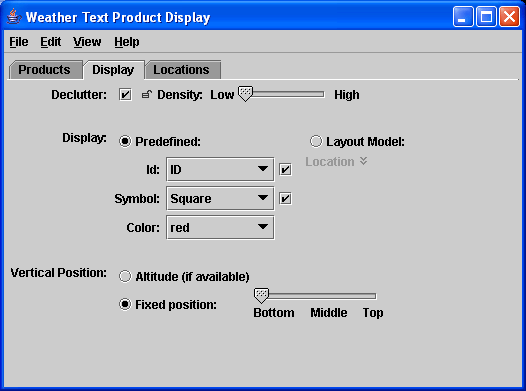 Weather Text Product Display
File Edit View Help
Products Display Locations
Declutter: Density: Low High
Display: Predefined: Layout Model:
Id: ID Location
Symbol: Square
Color: red
Vertical Position: Altitude (if available)
Fixed position:
Bottom Middle Top